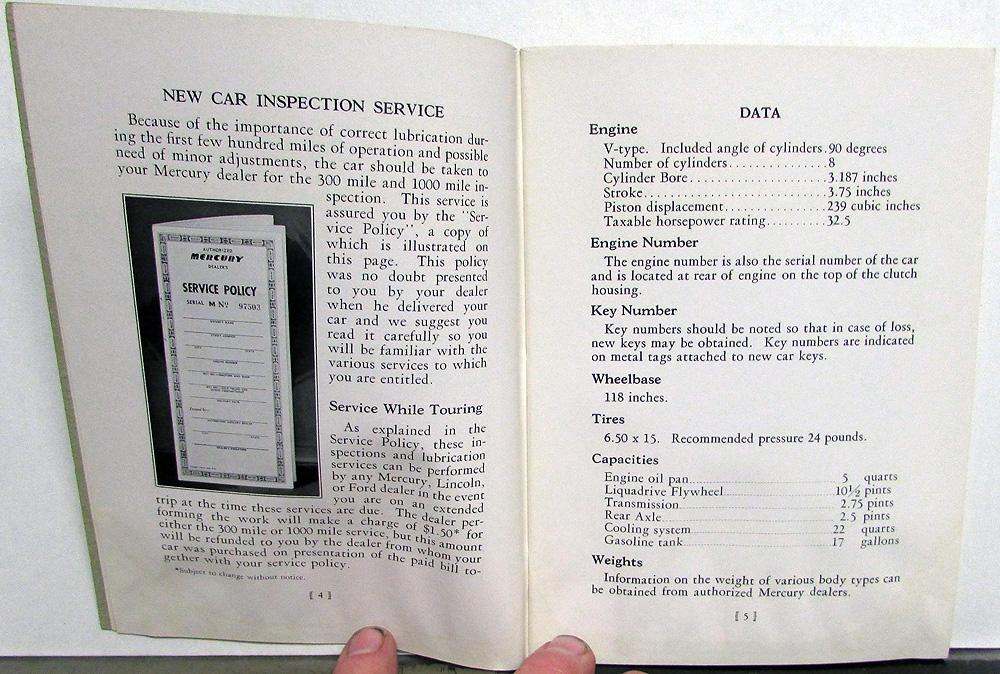 NEW CAR INSPECTION SERVICE
Because of the importance of correct lubrication dur-
ing the first few hundred miles of operation and possible
need of minor adjustments, the car should be taken to
your Mercury dealer for the 300 mile and 1000 mile in-
spection. This service is
assured you by the "Ser-
vice Policy", a copy of
which is illustrated on
this page. This policy
was no doubt presented
to you by your dealer
when he delivered your
car and we suggest you
read it carefully so you
will be familiar with the
various services to which
you are entitled.
AUTHORIZED
MERCURY
DEALER'S
SERVICE POLICY
SERIAL M No 97503
Service While Touring
As explained in the
Service Policy, these in-
spections and lubrication
services can be performed
by any Mercury, Lincoln,
or Ford dealer in the event
you are on an extended
trip at the time these services are due. The dealer per-
forming the work will make a charge of $1.50* for
either the 300 mile or 1000 mile service, but this amount
will be refunded to you by the dealer from whom your
car was purchased on presentation of the paid bill to-
gether with your service policy.
*Subject to change without notice.
[ 4 ]
DATA
Engine
V-type. Included angle of cylinders.90 degrees
Number of cylinders..............8
Cylinder Bore...................3.187 inches
Stroke.........................3.75 inches
Piston displacement..............239 cubic inches
Taxable horsepower rating..........32.5
Engine Number
The engine number is also the serial number of the car
and is located at rear of engine on the top of the clutch
housing.
Key Number
Key numbers should be noted so that in case of loss,
new keys may be obtained. Key numbers are indicated
on metal tags attached to new car keys.
Wheelbase
118 inches.
Tires
6.50 x 15. Recommended pressure 24 pounds.
Capacities
Engine oil pan........................5 quarts
Liquadrive Flywheel........................10½ pints
Transmission........................2.75 pints
Rear Axle........................2.5 pints
Cooling system........................22 quarts
Gasoline tank........................17 gallons
Weights
Information on the weight of various body types can
be obtained from authorized Mercury dealers.
[ 5 ]